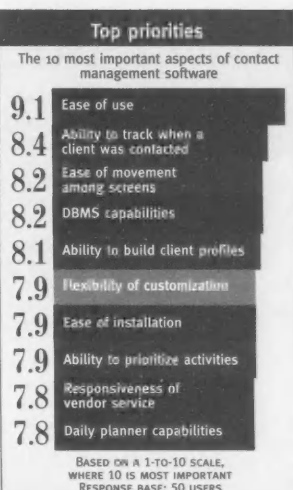 Top priorities
The 10 most important aspects of contact
management software
9.1 Ease of use
8.4 Ability to track when a
client was contacted
8.2 Ease of movement
among screens
8.2 DBMS capabilities
8.1 Ability to build client profiles
7.9 Flexibility of customization
7.9 Ease of installation
7.9 Ability to prioritize activities
7.8 Responsiveness of
vendor service
7.8 Daily planner capabilities
BASED ON A 1-TO-10 SCALE,
WHERE 10 IS MOST IMPORTANT
RESPONSE BASE: 50 USERS